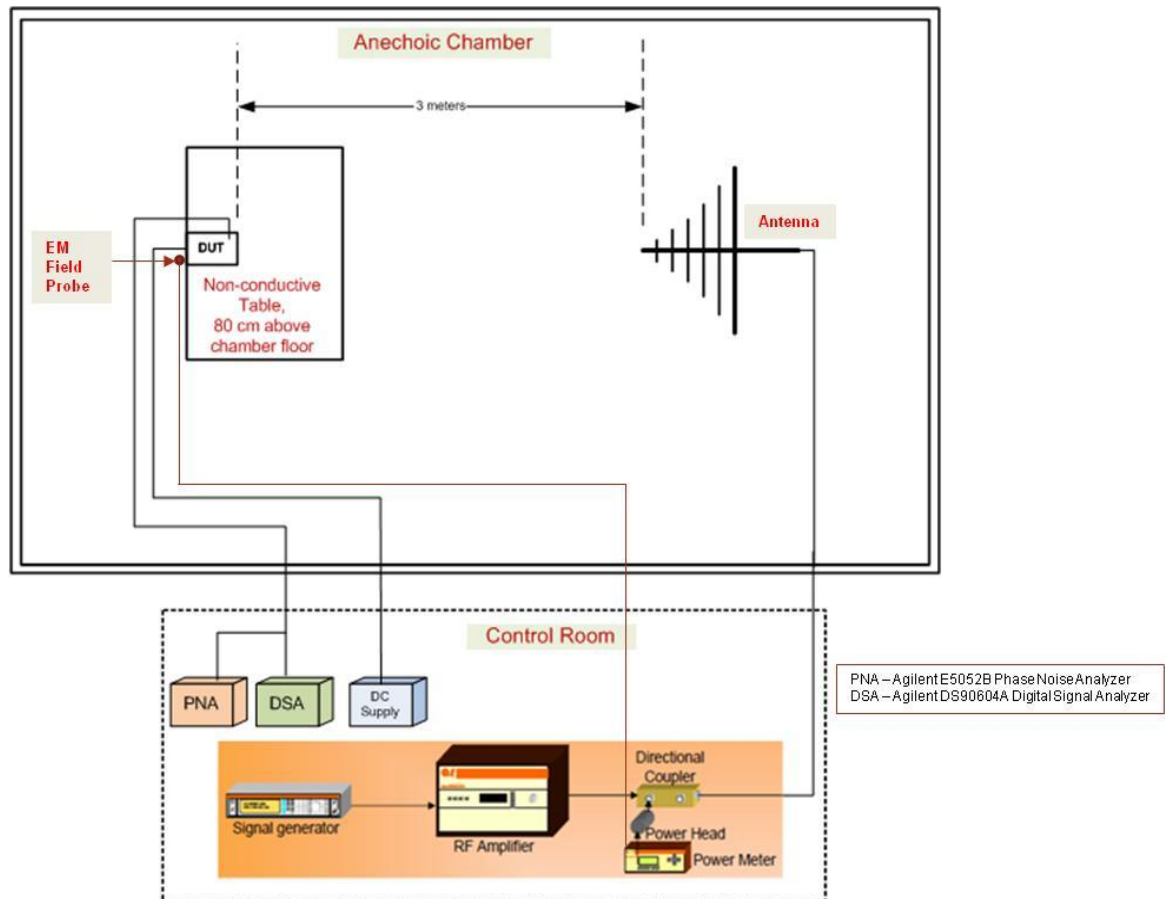 Anechoic Chamber
3 meters
DUT
EM
Field
Probe
Non-conductive
Table,
80 cm above
chamber floor
Antenna
Control Room
PNA
DSA
DC
Supply
PNA – Agilent E5052B Phase Noise Analyzer
DSA – Agilent DS90604A Digital Signal Analyzer
Signal generator
RF Amplifier
Directional
Coupler
Power Head
Power Meter